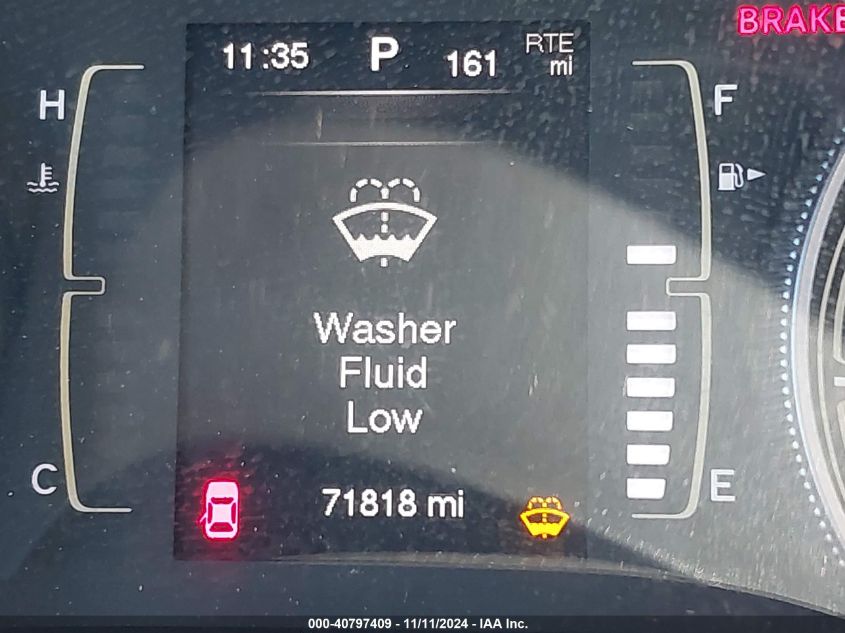 BRAKE
11:35 P 161 RTE mi
H
F
Washer
Fluid
Low
C
E
71818 mi
000-40797409 - 11/11/2024 - IAA Inc.